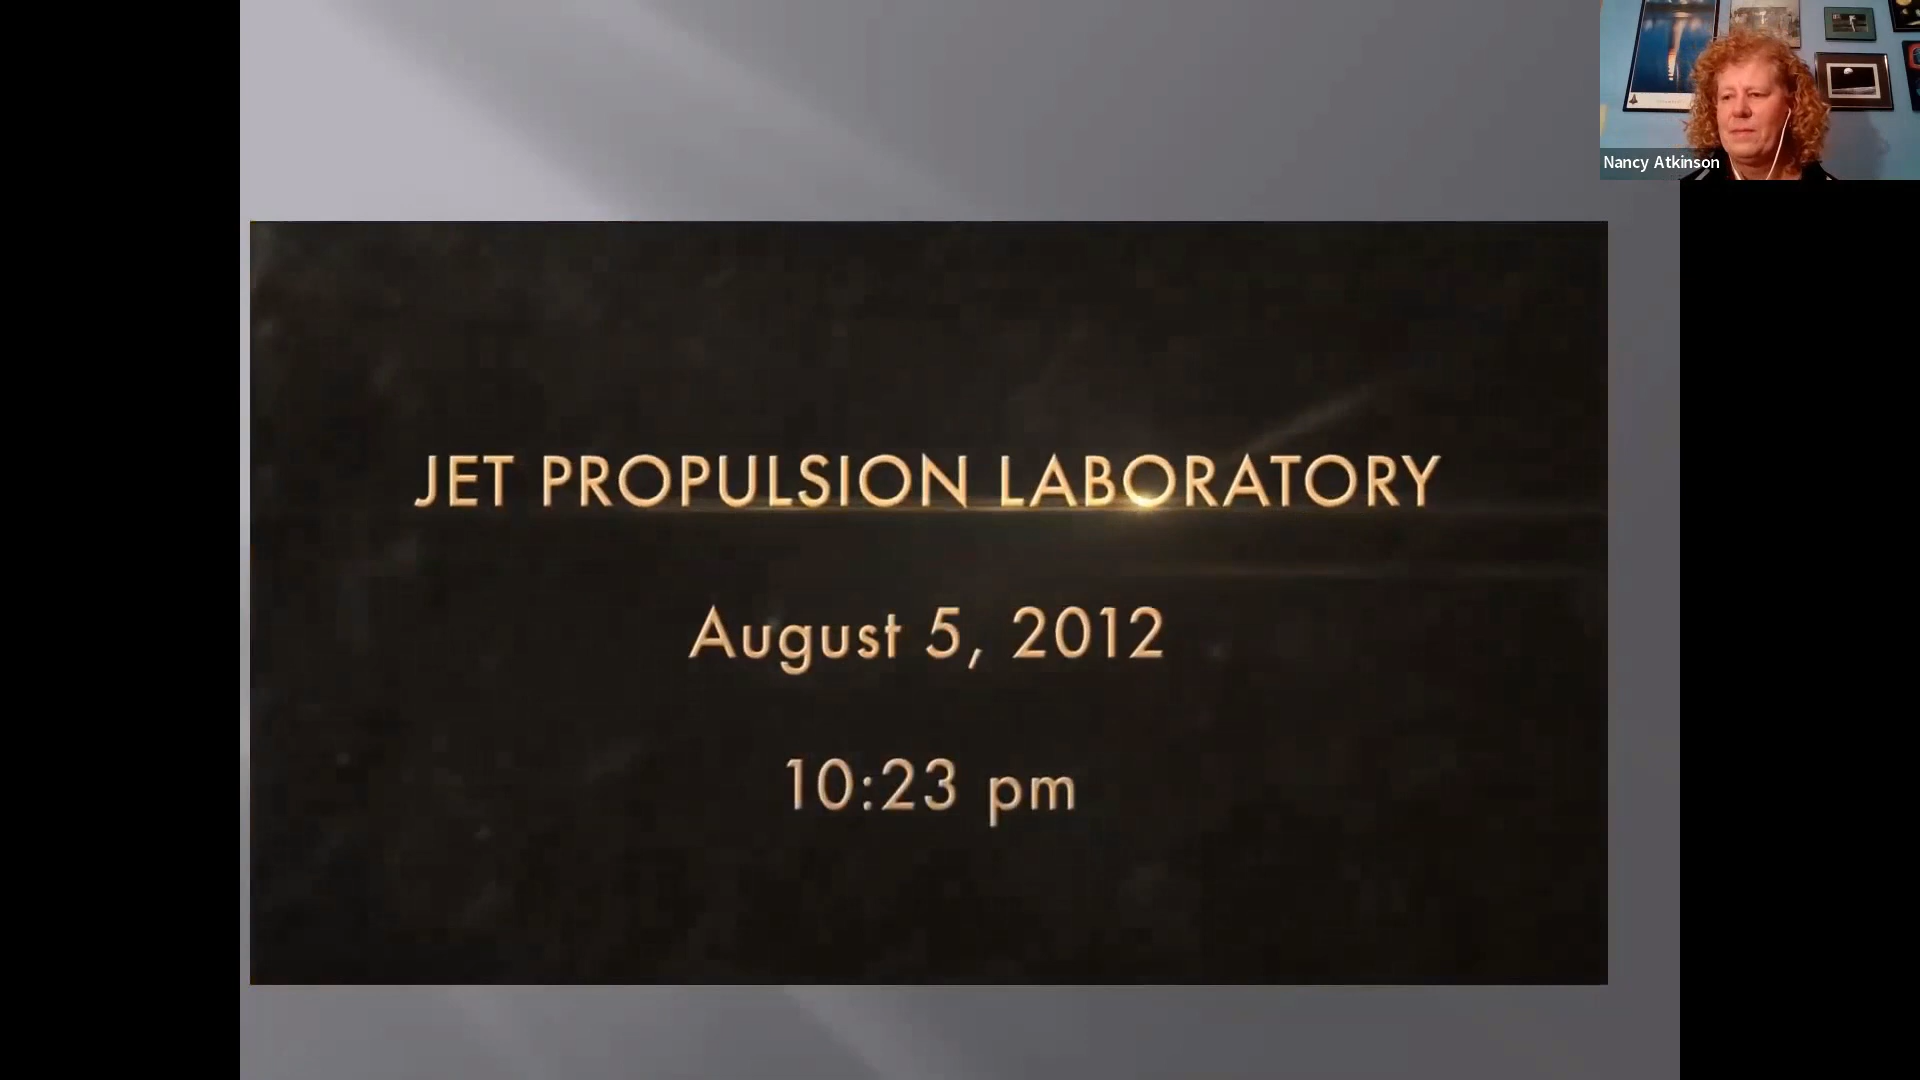 JET PROPULSION LABORATORY
August 5, 2012
10:23 pm
Nancy Atkinson